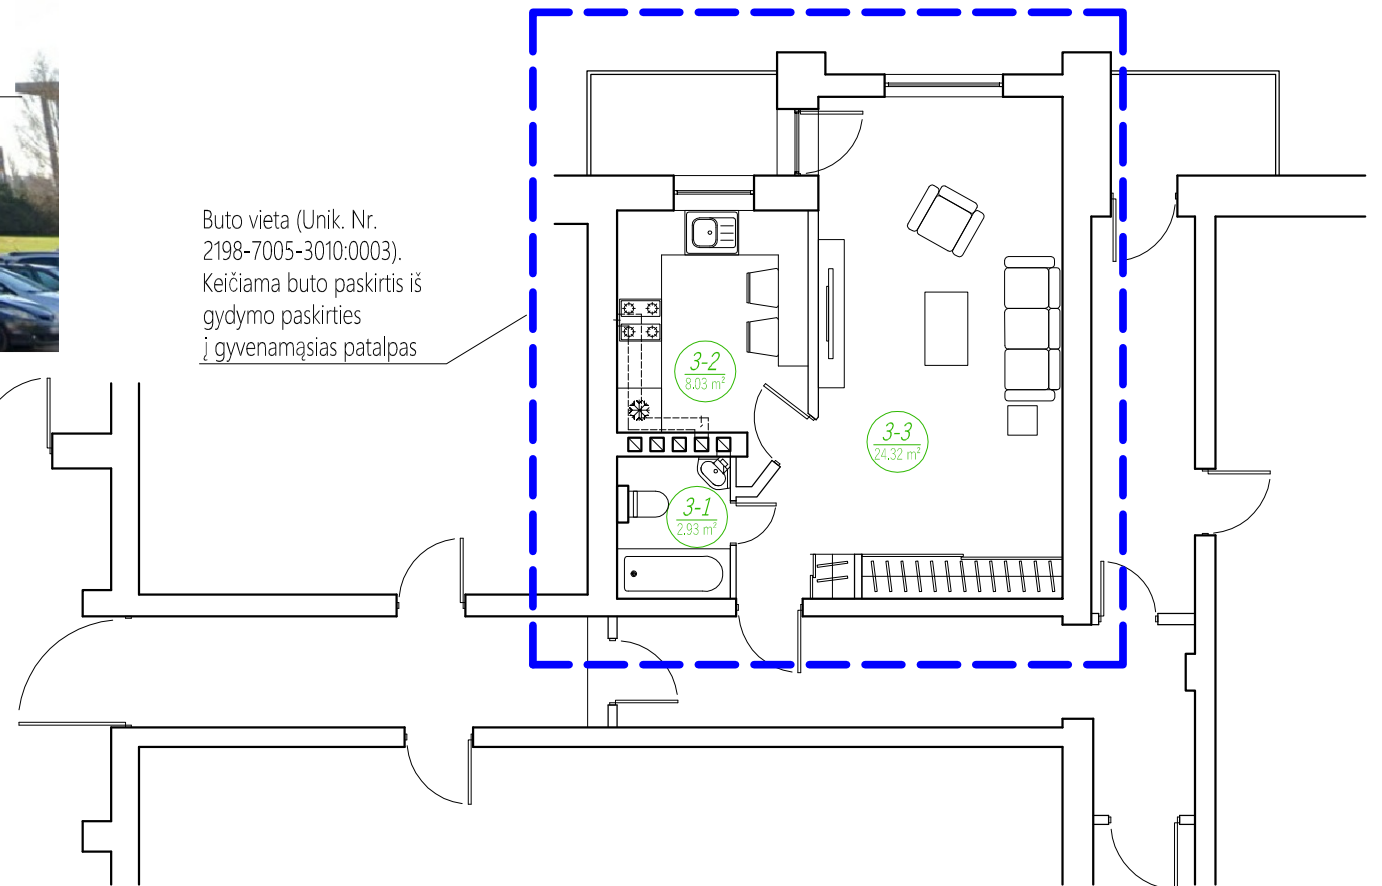 Buto vieta (Unik. Nr.
2198-7005-3010:0003).
Keičiama buto paskirtis iš
gydymo paskirties
į gyvenamąsias patalpas
3-2
8.03 m²
3-3
24.32 m²
3-1
2.93 m²